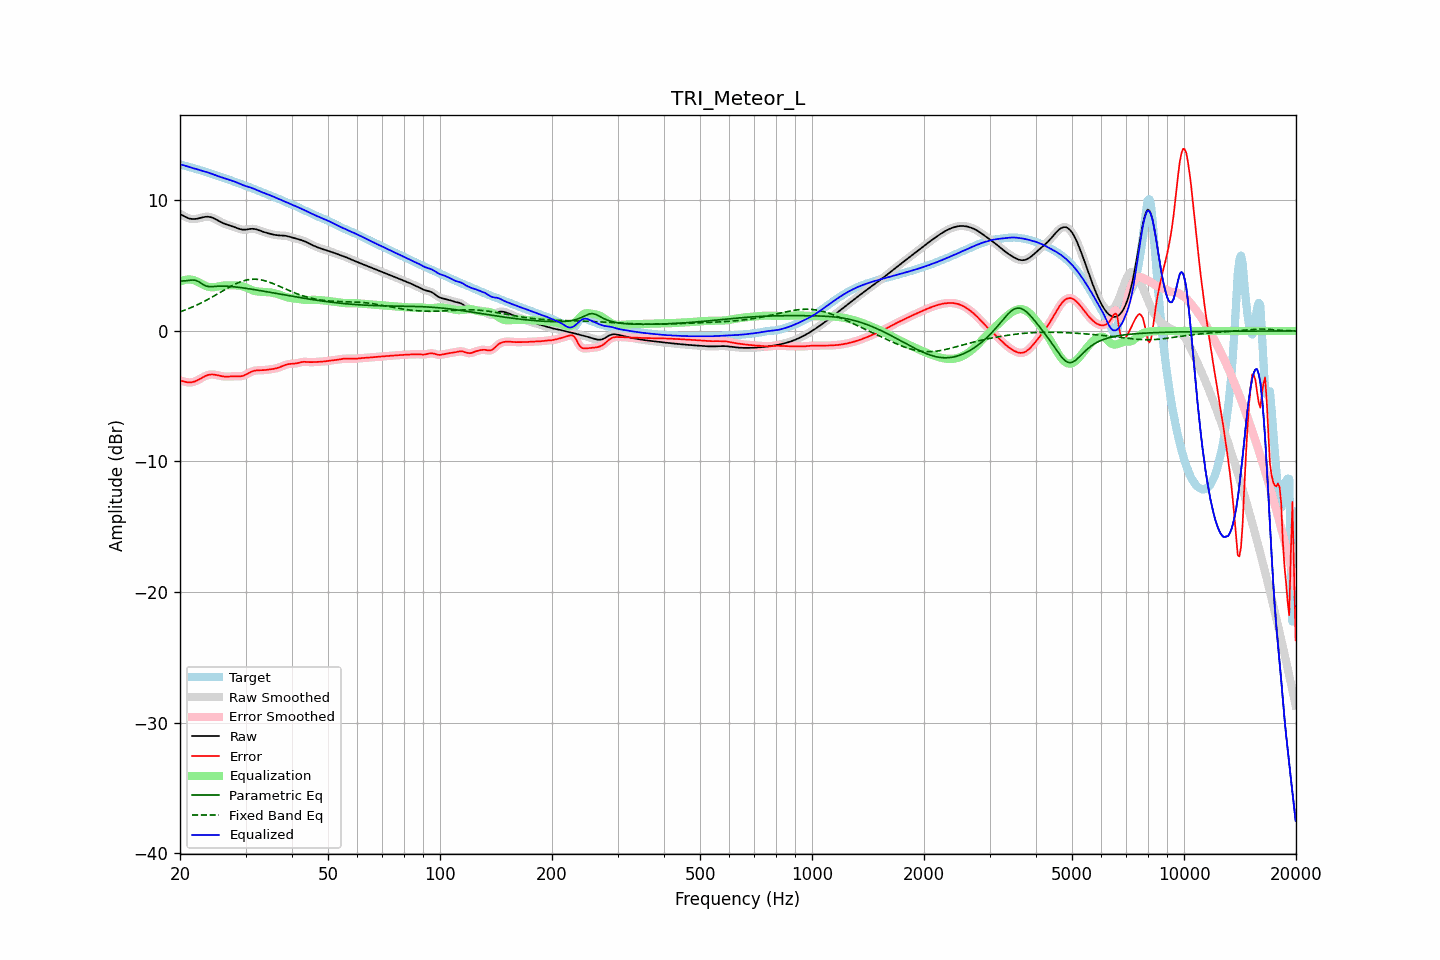 TRI_Meteor_L
Amplitude (dBr)
10
0
−10
−20
−30
−40
Target
Raw Smoothed
Error Smoothed
Raw
Error
Equalization
Parametric Eq
Fixed Band Eq
Equalized
20 50 100 200 500 1000 2000 5000 10000 20000
Frequency (Hz)